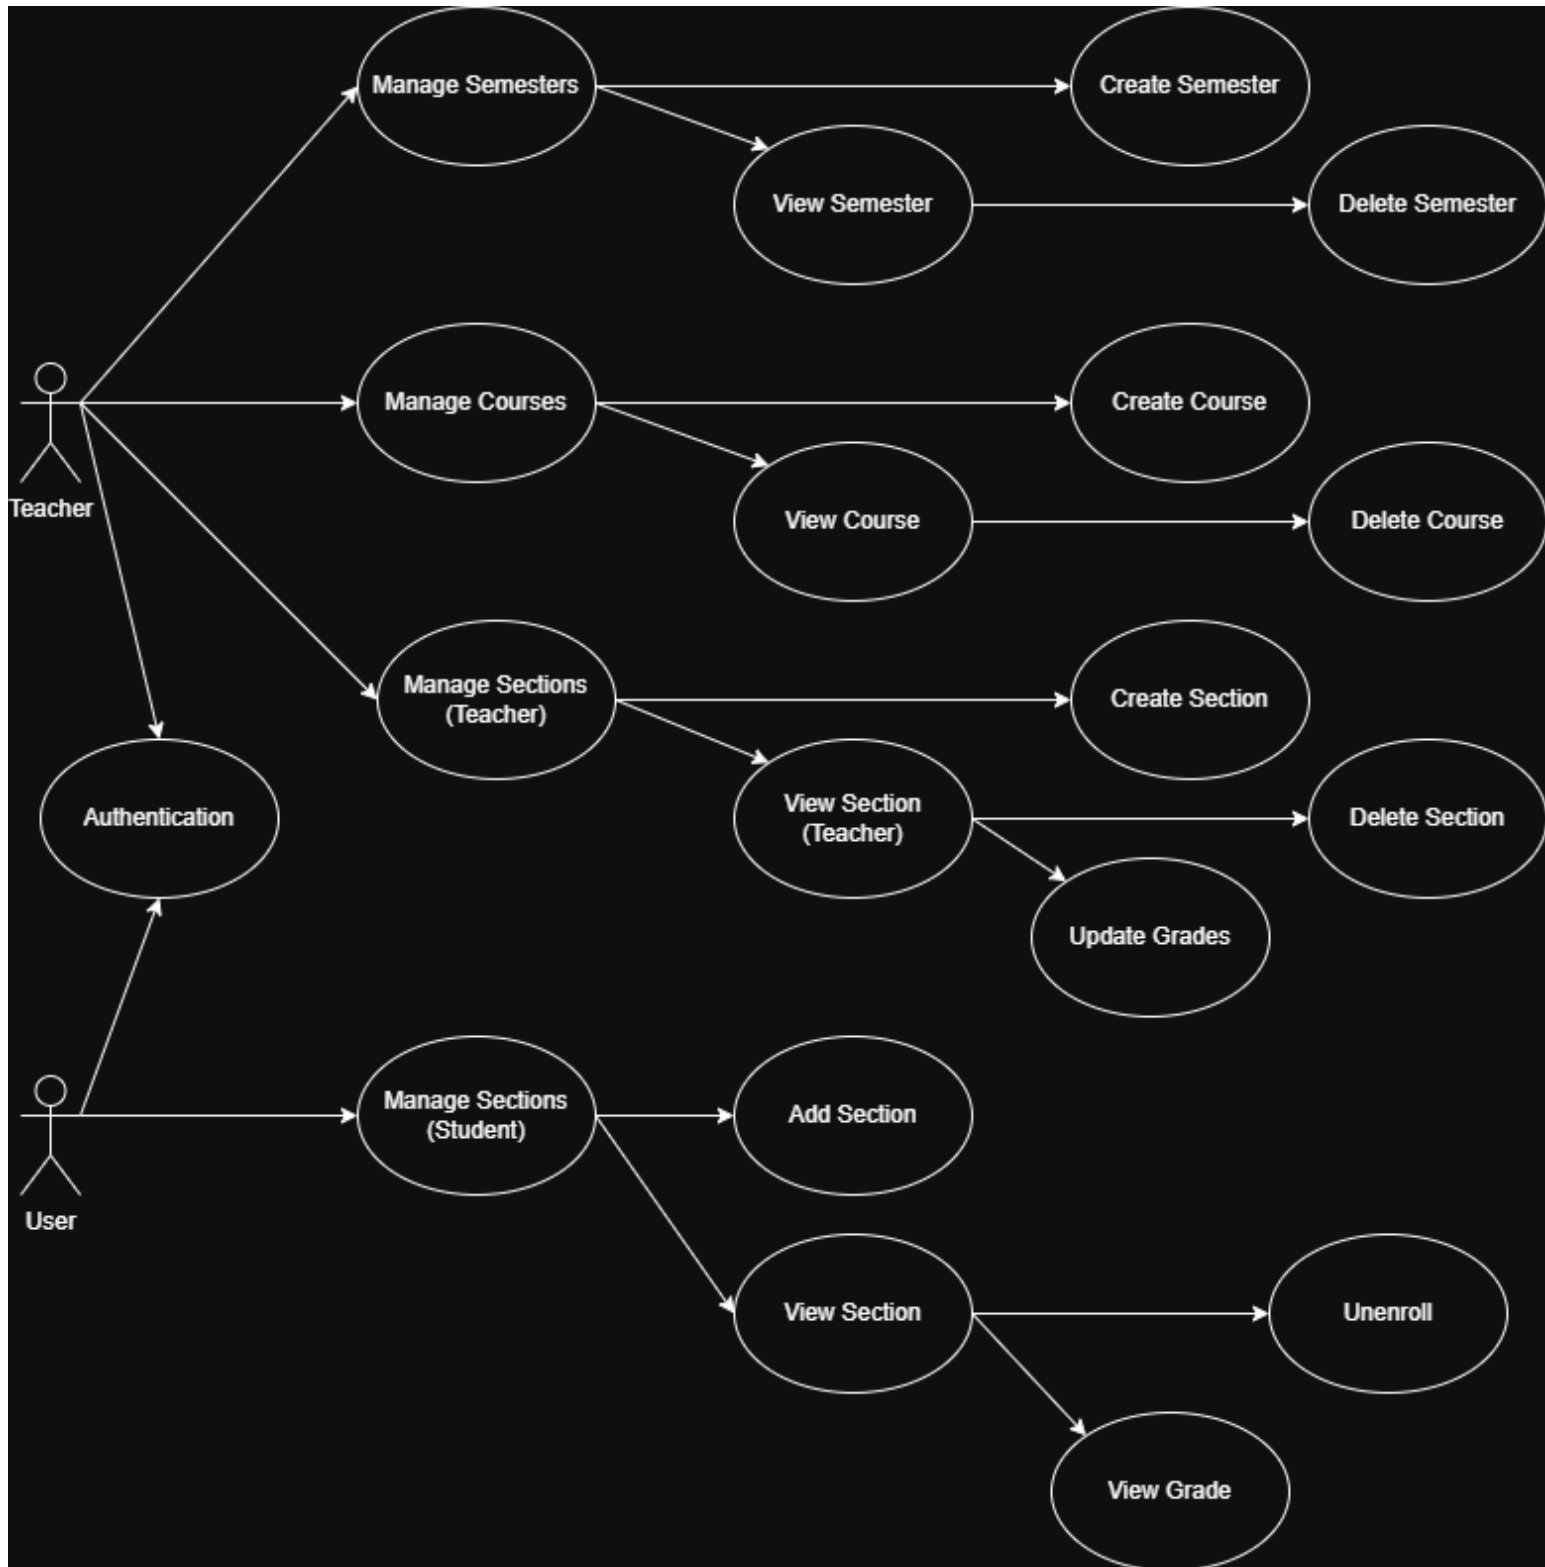 Manage Semesters
Create Semester
View Semester
Delete Semester
Manage Courses
Create Course
Teacher
View Course
Delete Course
Manage Sections
(Teacher)
Create Section
Authentication
View Section
(Teacher)
Delete Section
Update Grades
Manage Sections
(Student)
Add Section
User
View Section
Unenroll
View Grade